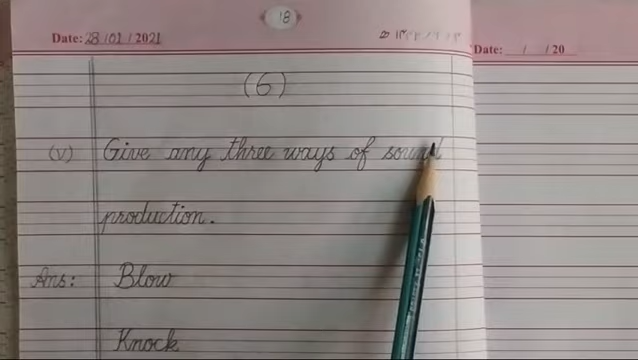 18
Date: 28/01/2021
Date: / /20
(6)
(v) Give any three ways of sound
production.
Ans: Blow
Knock